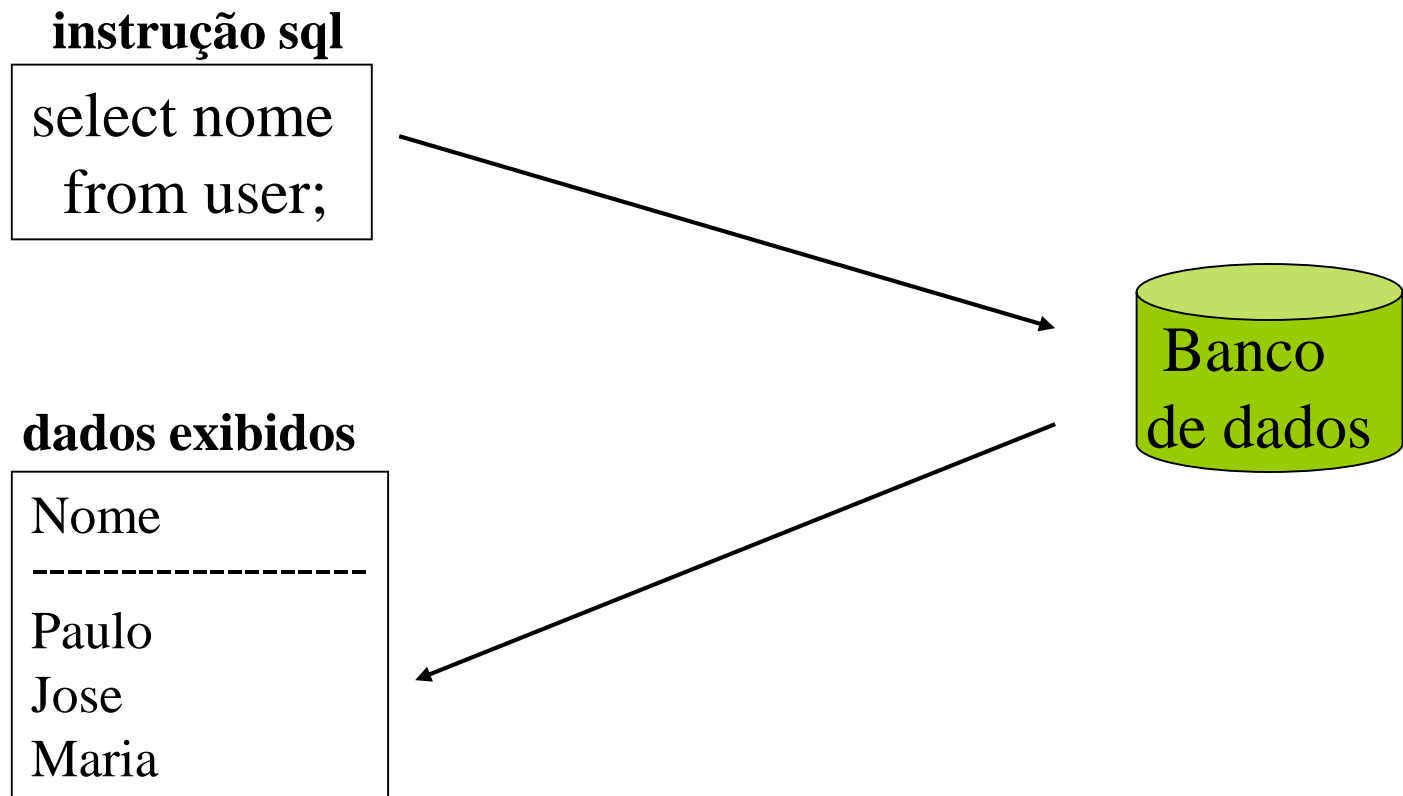 instrução sql
select nome
from user;
Banco
de dados
dados exibidos
Nome
-------------------
Paulo
Jose
Maria